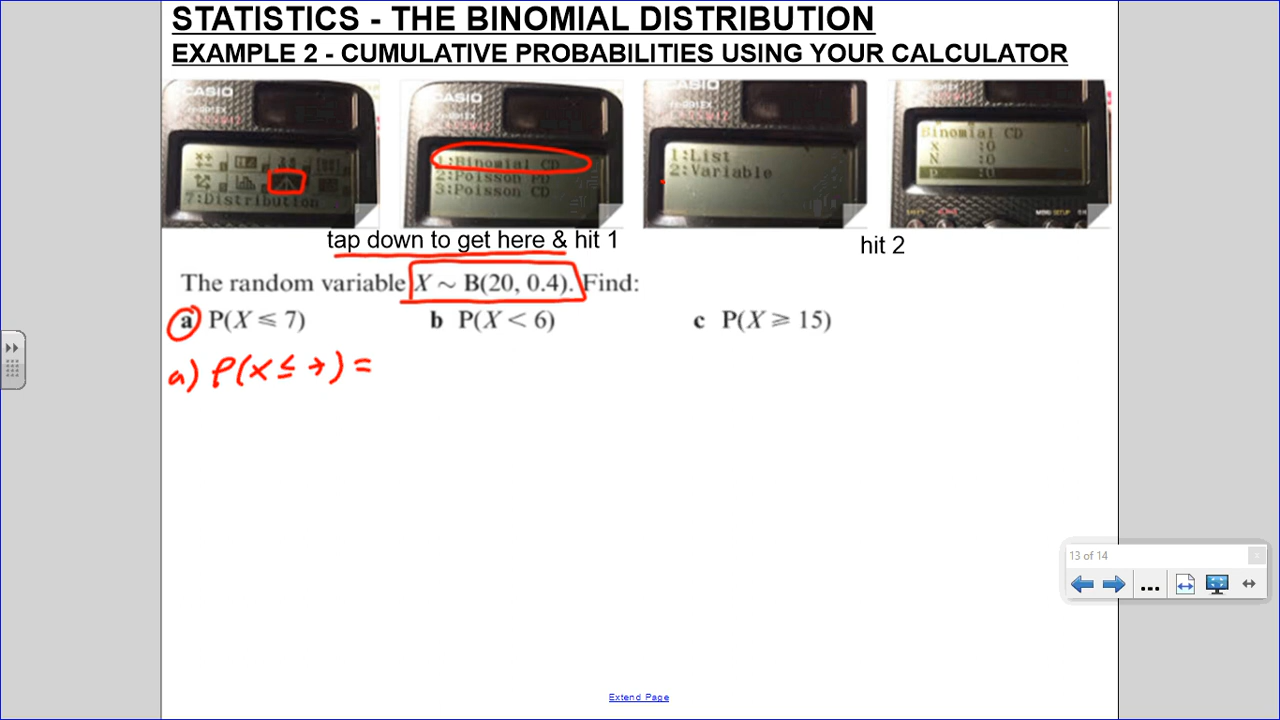 STATISTICS - THE BINOMIAL DISTRIBUTION
EXAMPLE 2 - CUMULATIVE PROBABILITIES USING YOUR CALCULATOR
CASIO
7:Distribution
CASIO
1:Binomial CD
2:Poisson PD
3:Poisson CD
1:List
2:Variable
Binomial CD
x :0
N :0
p :0
tap down to get here & hit 1
hit 2
The random variable X ~ B(20, 0.4). Find:
a P(X ⩽ 7) b P(X < 6) c P(X ⩾ 15)
a) P(X ≤ 7) =
13 of 14
Extend Page